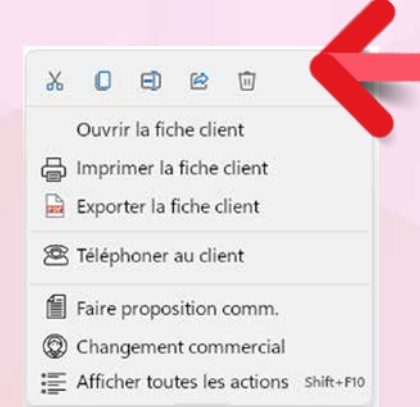 Ouvrir la fiche client
Imprimer la fiche client
PDF Exporter la fiche client
Téléphoner au client
Faire proposition comm.
Changement commercial
Afficher toutes les actions Shift+F10